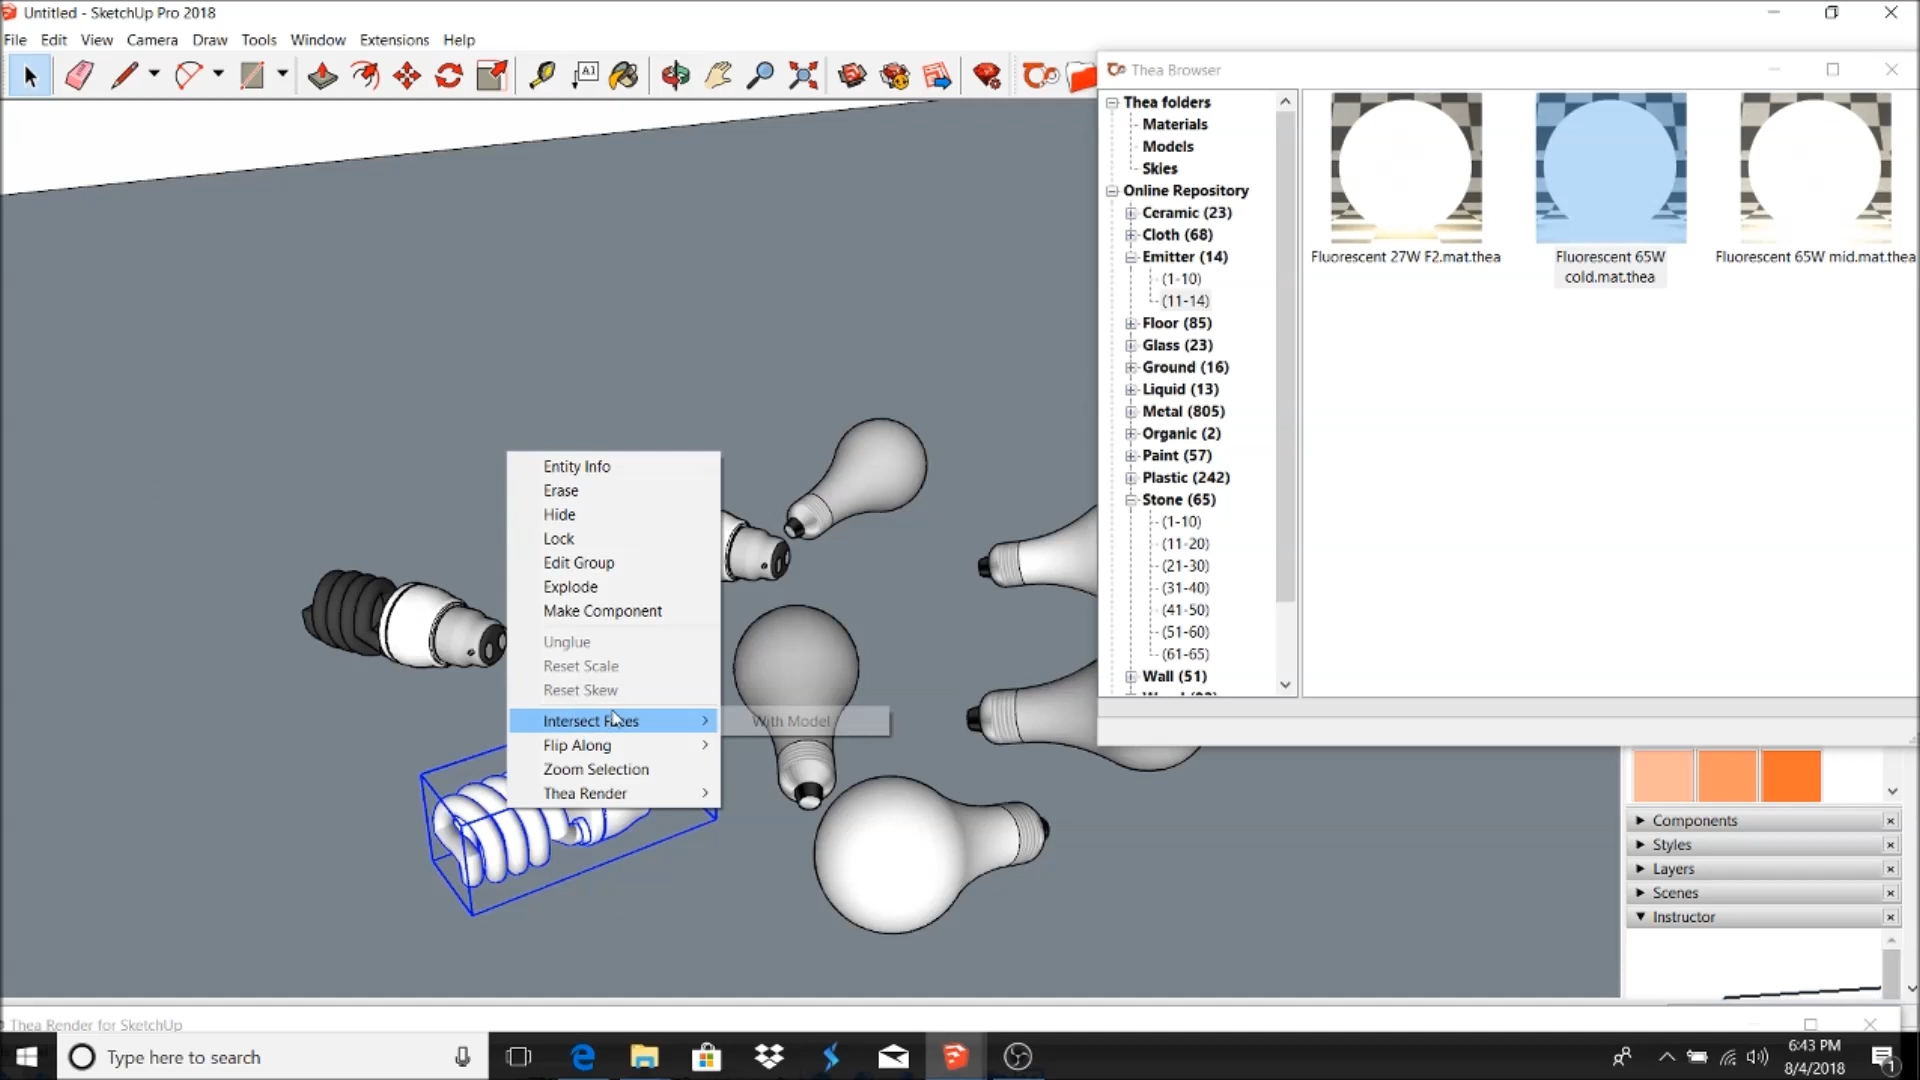 Untitled - SketchUp Pro 2018
File Edit View Camera Draw Tools Window Extensions Help
A1
Thea Browser
Thea folders
Materials
Models
Skies
Online Repository
Ceramic (23)
Cloth (68)
Emitter (14)
(1-10)
(11-14)
Floor (85)
Glass (23)
Ground (16)
Liquid (13)
Metal (805)
Organic (2)
Paint (57)
Plastic (242)
Stone (65)
(1-10)
(11-20)
(21-30)
(31-40)
(41-50)
(51-60)
(61-65)
Wall (51)
Fluorescent 27W F2.mat.thea
Fluorescent 65W
cold.mat.thea
Fluorescent 65W mid.mat.thea
Entity Info
Erase
Hide
Lock
Edit Group
Explode
Make Component
Unglue
Reset Scale
Reset Skew
Intersect Faces
With Model
Flip Along
Zoom Selection
Thea Render
Components
Styles
Layers
Scenes
Instructor
Thea Render for SketchUp
Type here to search
6:43 PM
8/4/2018
1